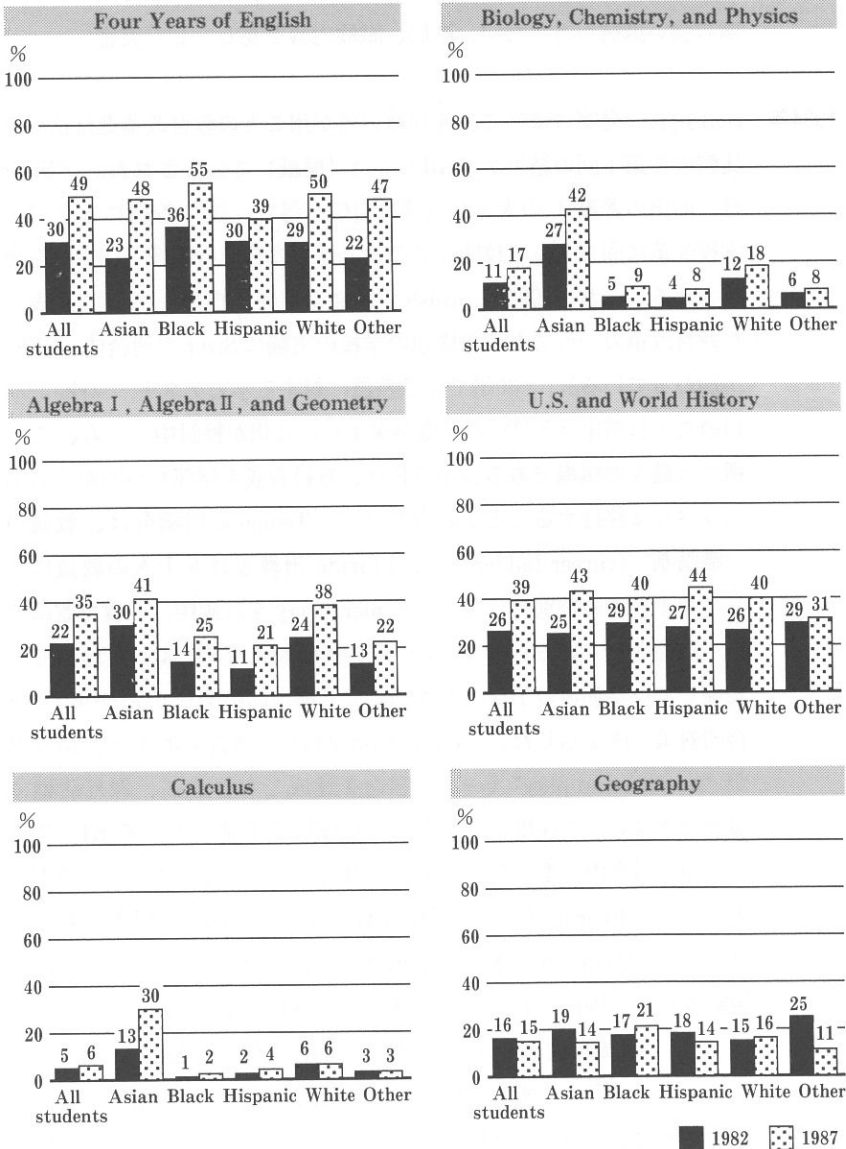 Four Years of English
%
100
80
60
40
20
0
30 49 23 48 36 55 30 39 29 50 22 47
All students Asian Black Hispanic White Other
Biology, Chemistry, and Physics
%
100
80
60
40
20
0
11 17 27 42 5 9 4 8 12 18 6 8
All students Asian Black Hispanic White Other
Algebra I, Algebra II, and Geometry
%
100
80
60
40
20
0
22 35 30 41 14 25 11 21 24 38 13 22
All students Asian Black Hispanic White Other
U.S. and World History
%
100
80
60
40
20
0
26 39 25 43 29 40 27 44 26 40 29 31
All students Asian Black Hispanic White Other
Calculus
%
100
80
60
40
20
0
5 6 13 30 1 2 2 4 6 6 3 3
All students Asian Black Hispanic White Other
Geography
%
100
80
60
40
20
0
16 15 19 14 17 21 18 14 15 16 25 11
All students Asian Black Hispanic White Other
1982 1987